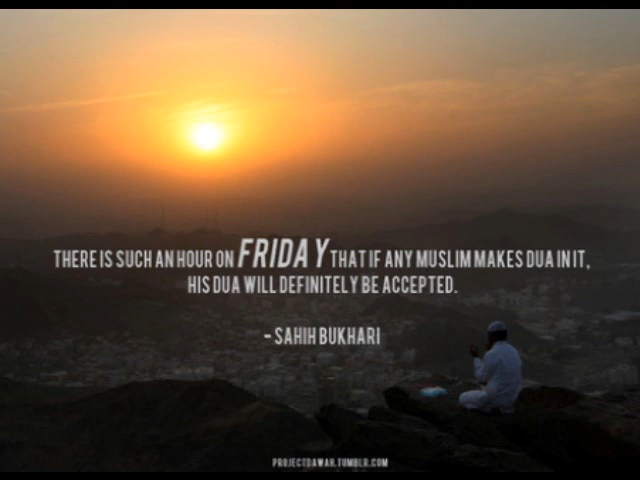 THERE IS SUCH AN HOUR ON FRIDAY THAT IF ANY MUSLIM MAKES DUA IN IT,
HIS DUA WILL DEFINITELY BE ACCEPTED.
- SAHIH BUKHARI
PROJECTDAWAH.TUMBLR.COM